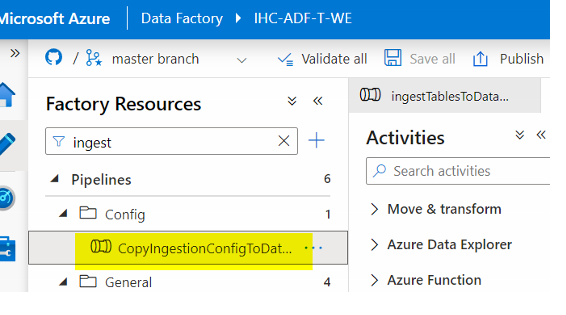 Microsoft Azure Data Factory > IHC-ADF-T-WE
» / master branch Validate all Save all Publish
Factory Resources
ingestTablesToData...
ingest
Activities
Search activities
Pipelines 6
Config 1
Move & transform
CopyIngestionConfigToDat... ...
Azure Data Explorer
General 4
Azure Function